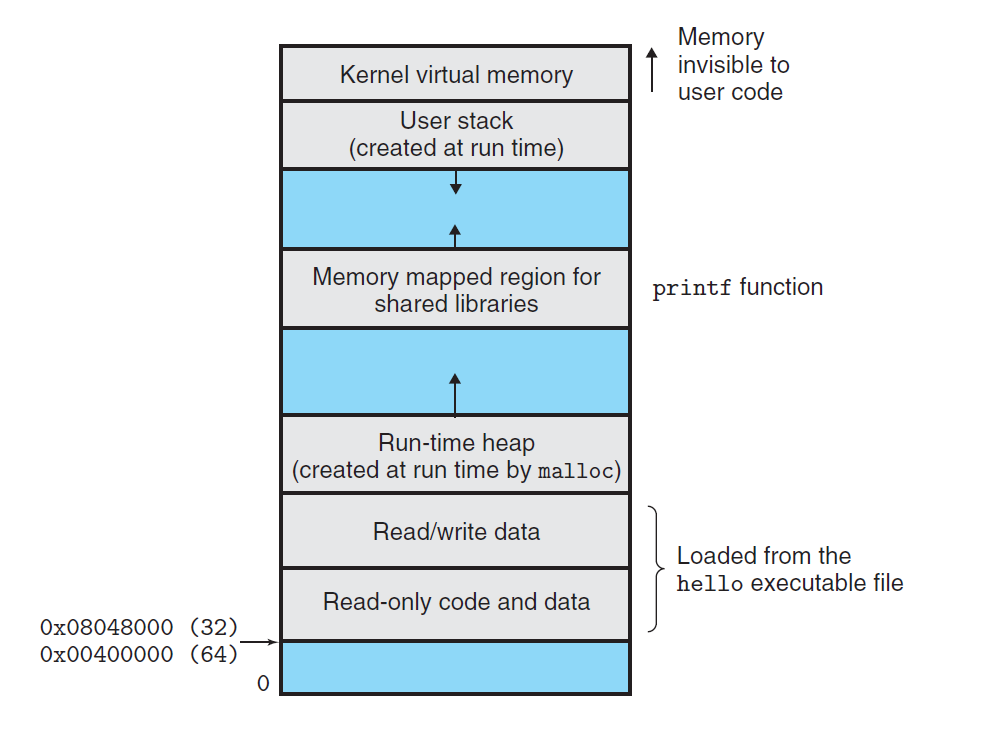 Memory
invisible to
user code
Kernel virtual memory
User stack
(created at run time)
Memory mapped region for
shared libraries
printf function
Run-time heap
(created at run time by malloc)
Read/write data
Loaded from the
hello executable file
Read-only code and data
0x08048000 (32)
0x00400000 (64)
0